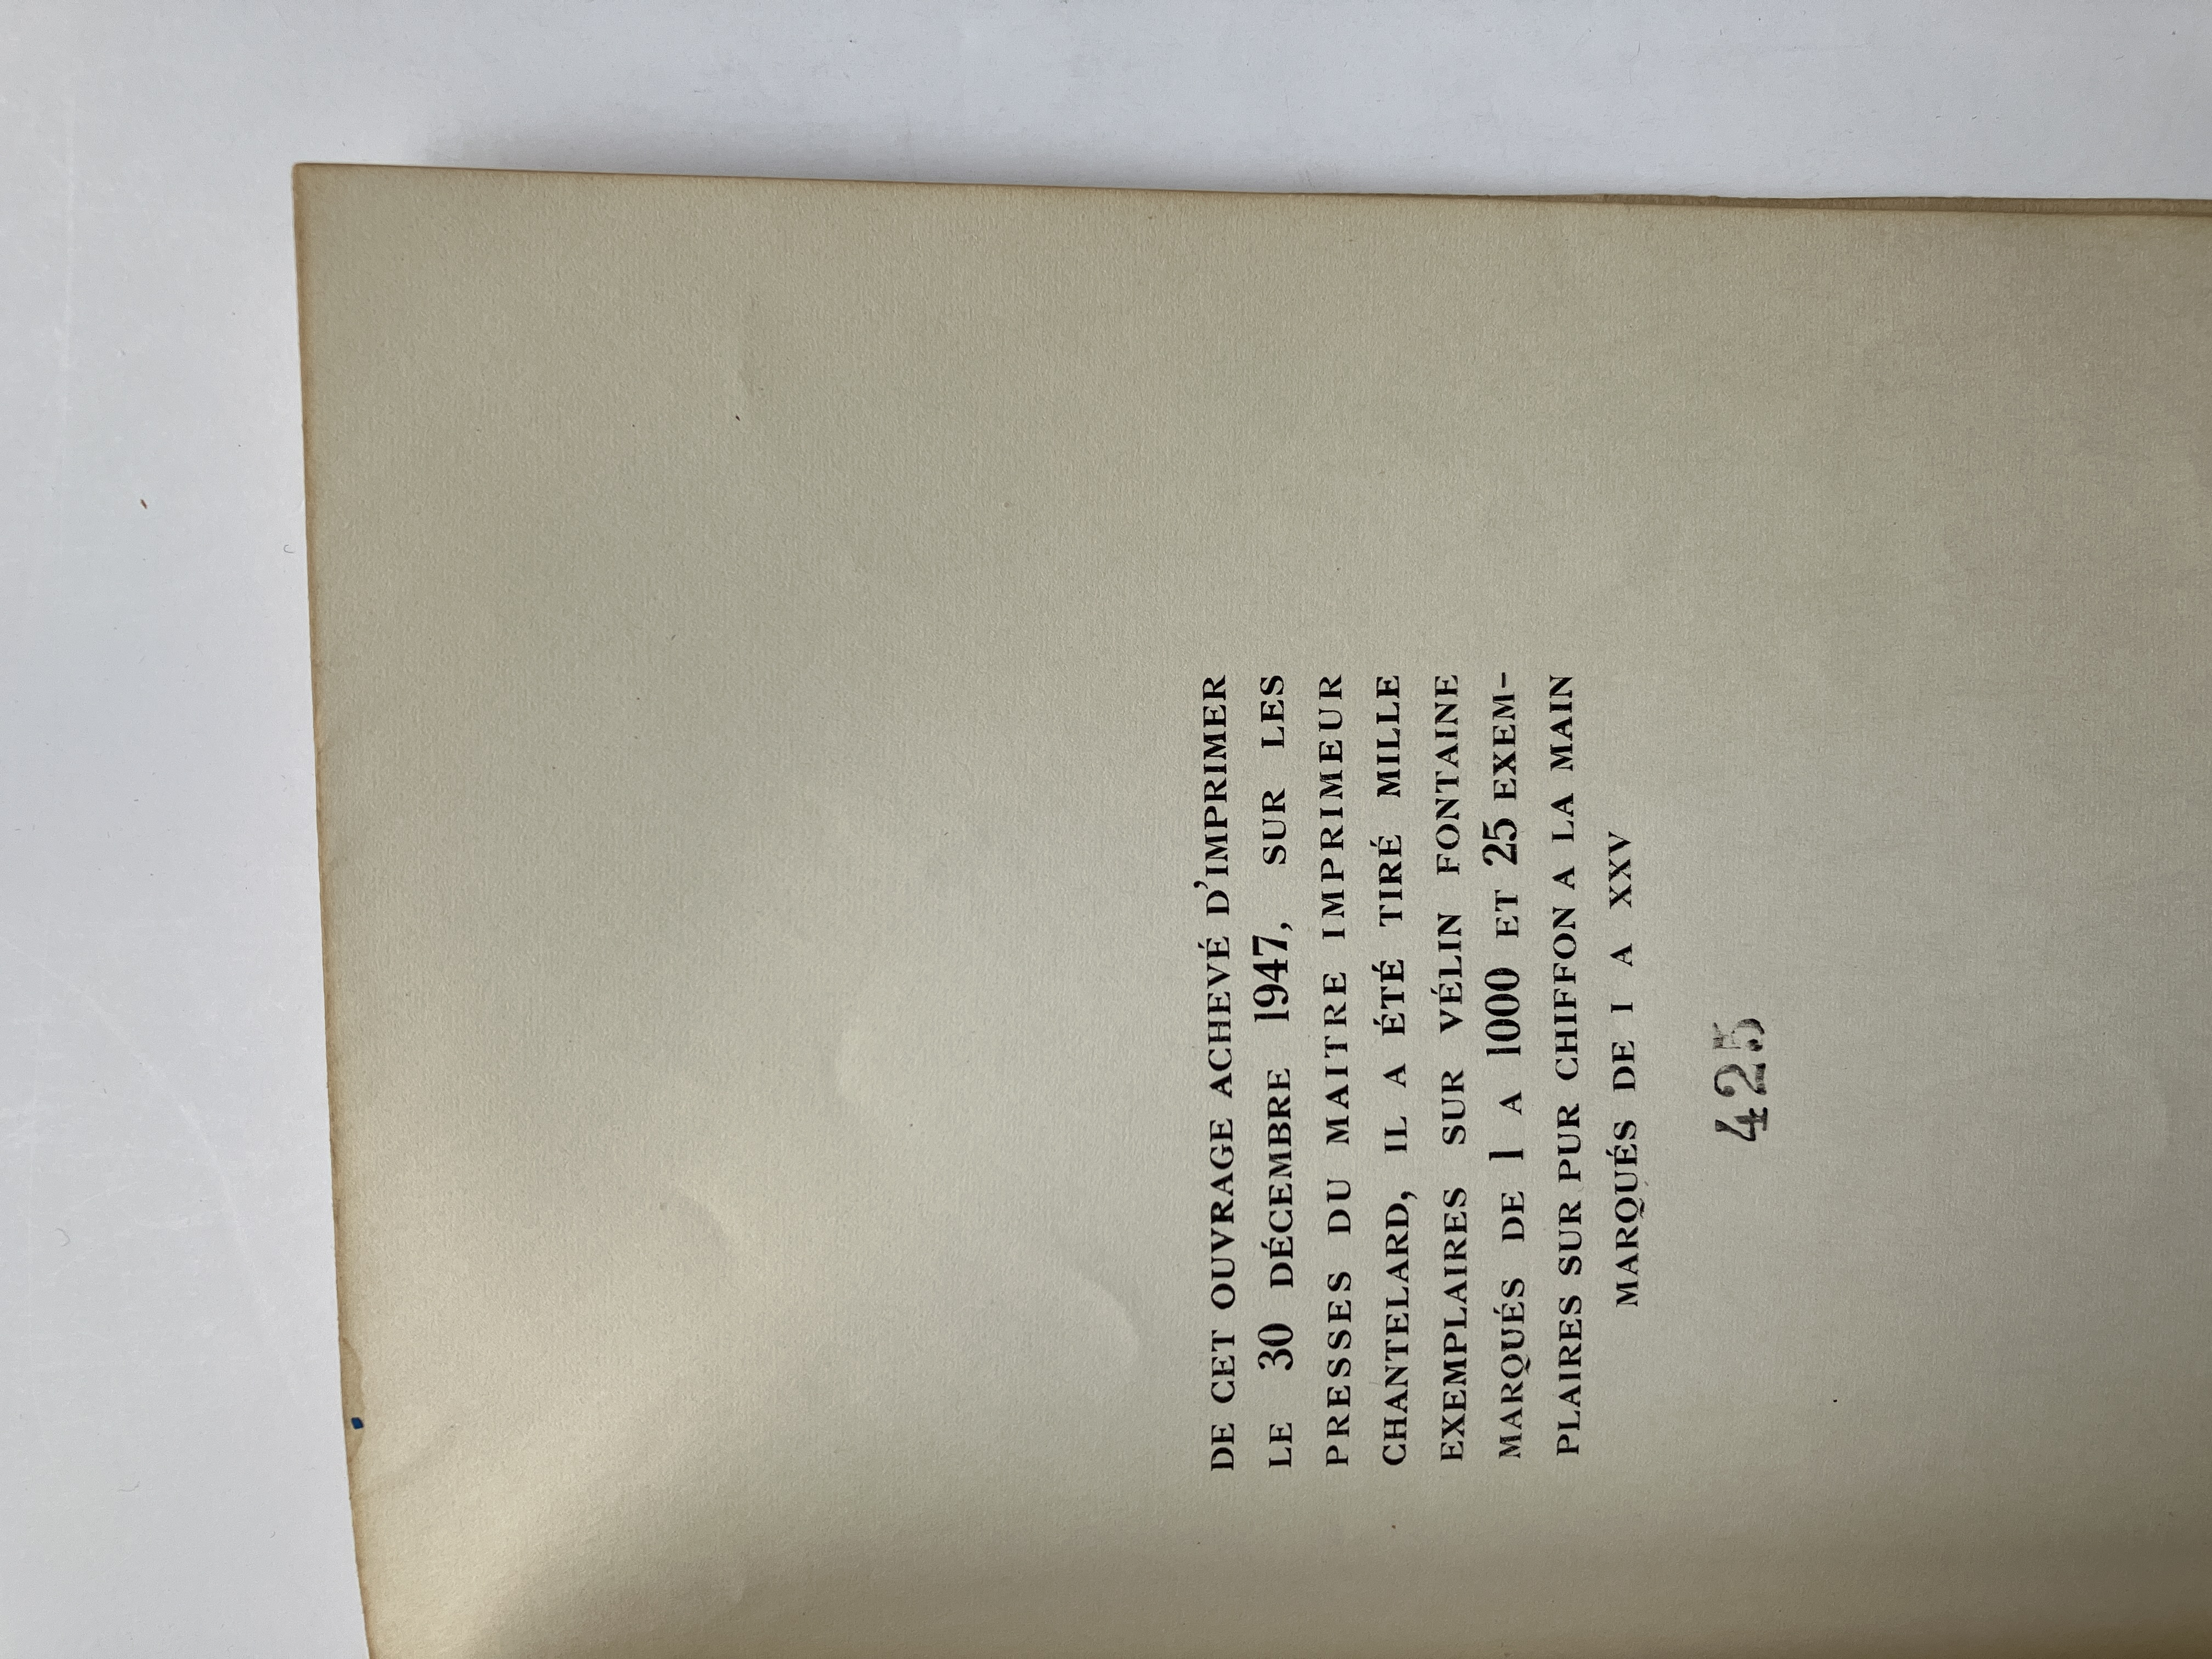 DE CET OUVRAGE ACHEVÉ D'IMPRIMER
LE 30 DÉCEMBRE 1947, SUR LES
PRESSES DU MAITRE IMPRIMEUR
CHANTELARD, IL A ÉTÉ TIRÉ MILLE
EXEMPLAIRES SUR VÉLIN FONTAINE
MARQUÉS DE 1 A 1000 ET 25 EXEM-
PLAIRES SUR PUR CHIFFON A LA MAIN
MARQUÉS DE I A XXV
425